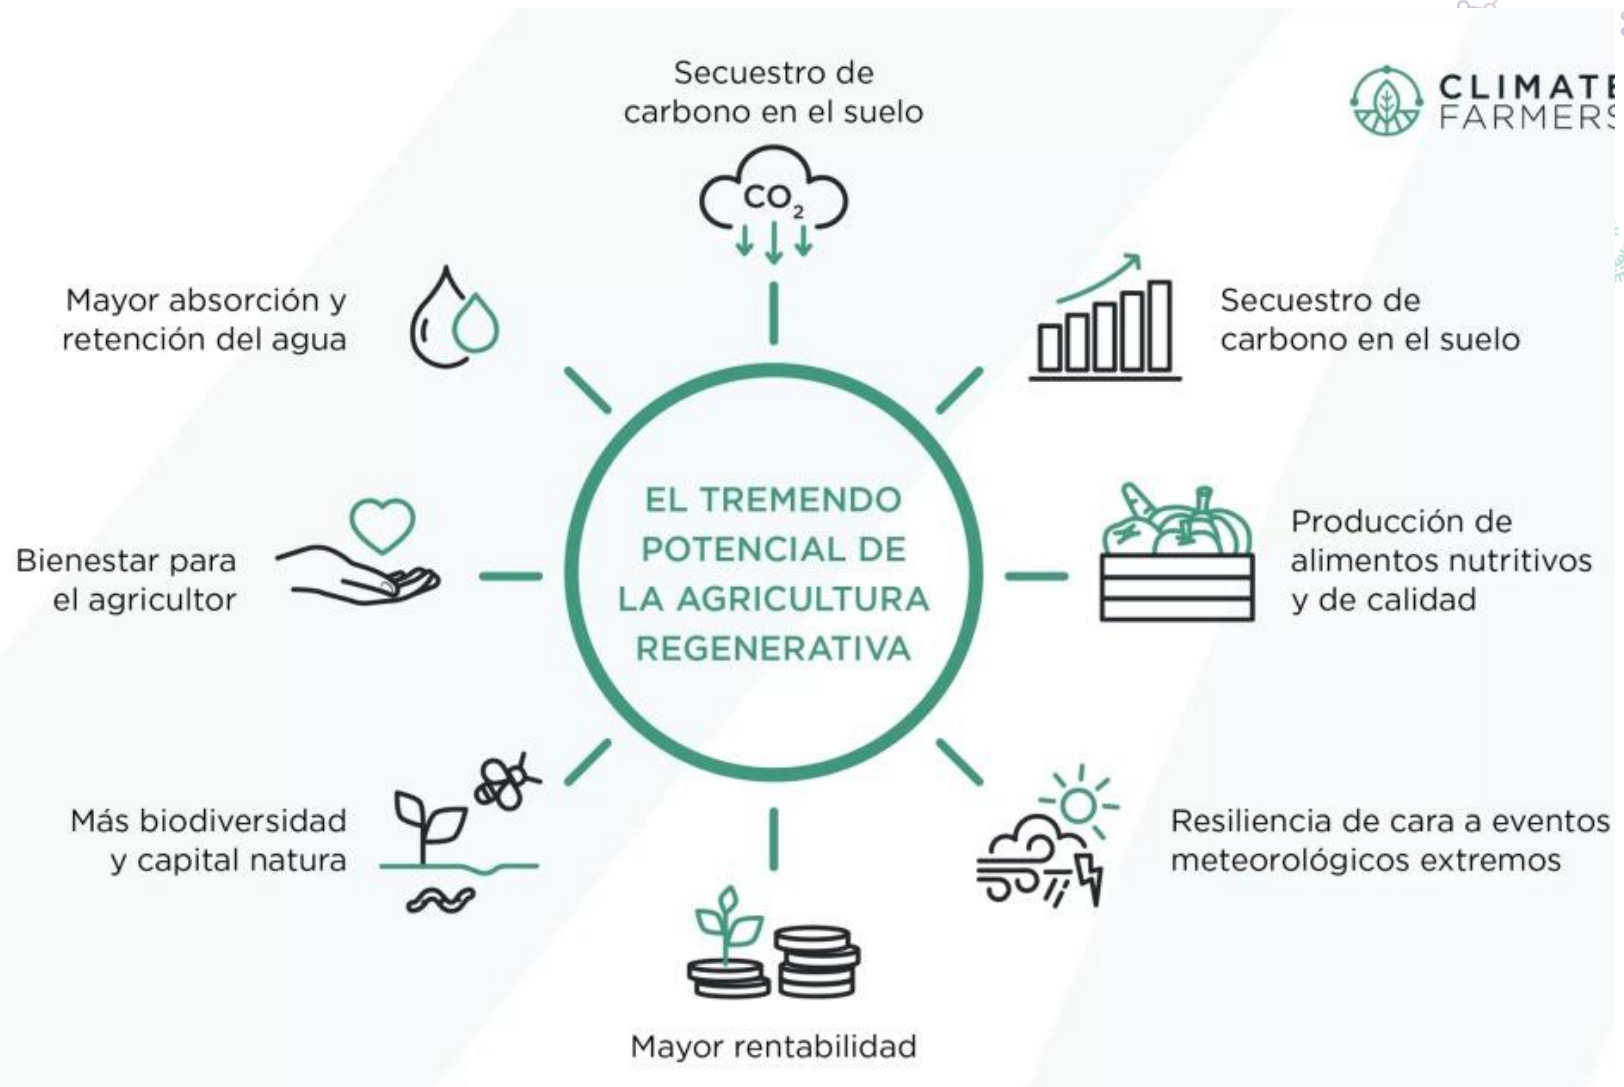 Secuestro de
carbono en el suelo
CO₂
CLIMATE
FARMERS
Mayor absorción y
retención del agua
Secuestro de
carbono en el suelo
EL TREMENDO
POTENCIAL DE
LA AGRICULTURA
REGENERATIVA
Bienestar para
el agricultor
Producción de
alimentos nutritivos
y de calidad
Más biodiversidad
y capital natura
Resiliencia de cara a eventos
meteorológicos extremos
Mayor rentabilidad